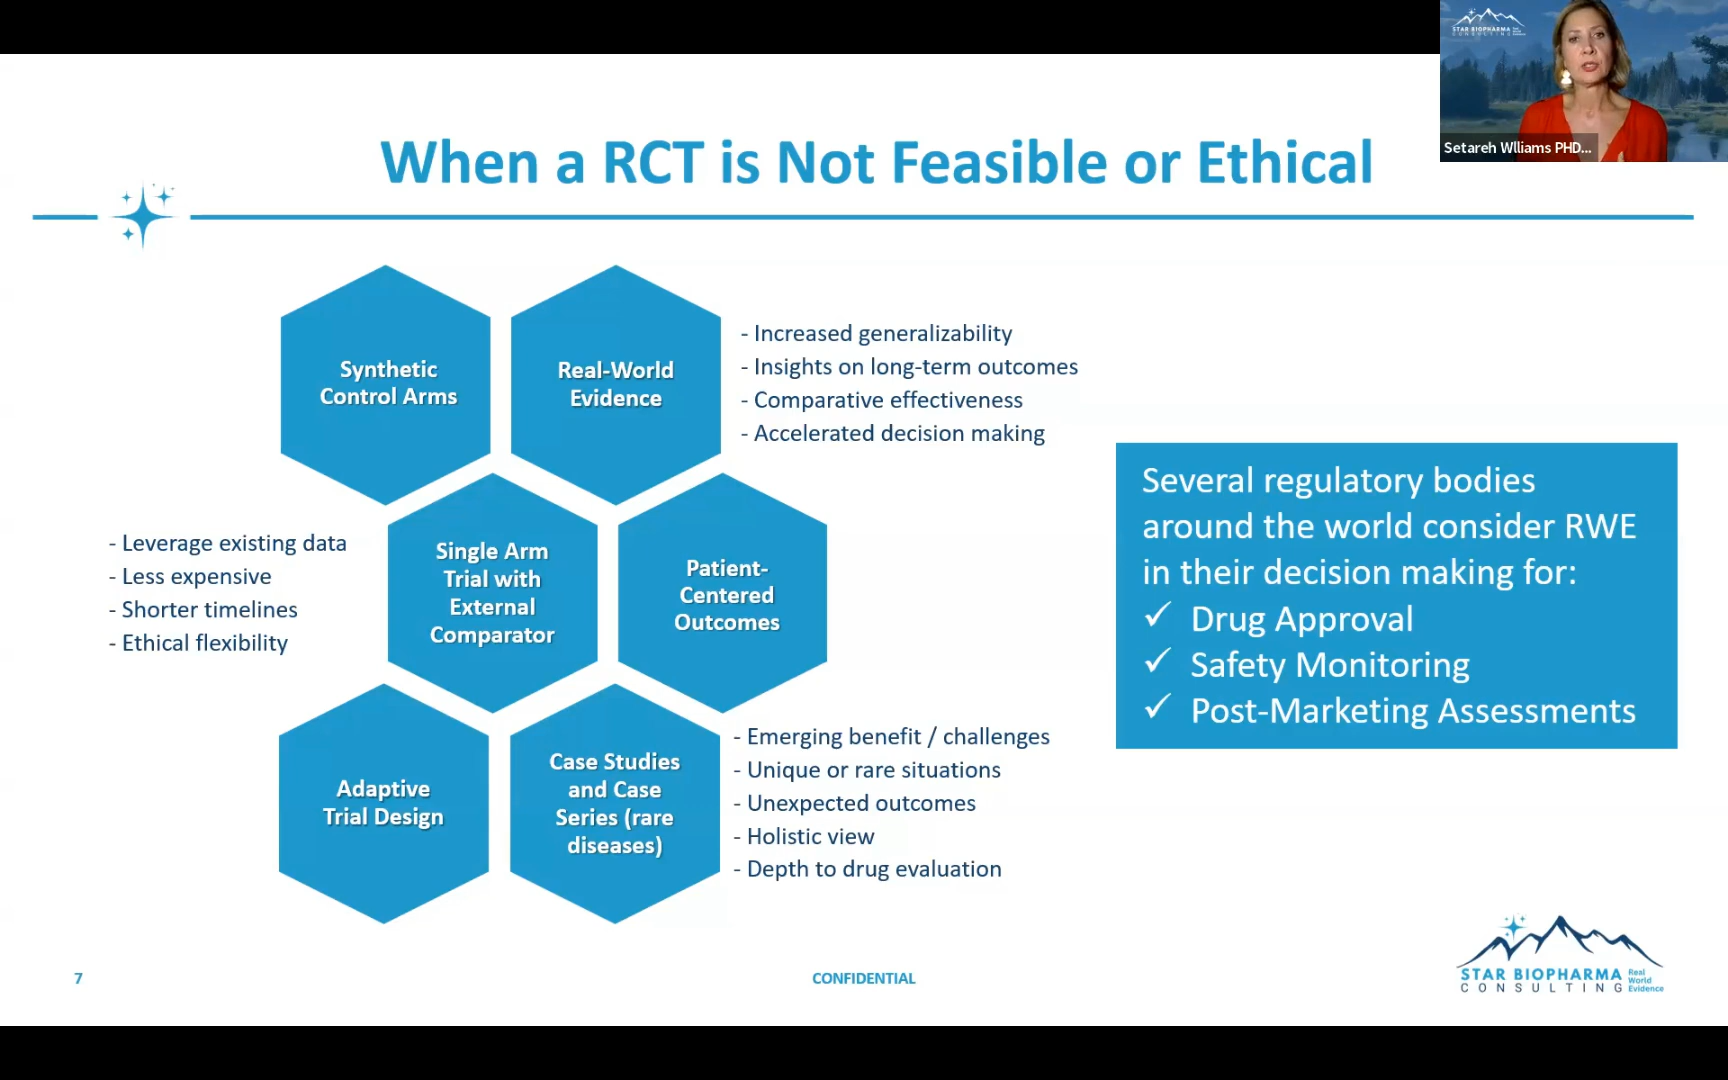 STAR BIOPHARMA
CONSULTING
Setareh Wlliams PHD...
When a RCT is Not Feasible or Ethical
Synthetic
Control Arms
Real-World
Evidence
- Increased generalizability
- Insights on long-term outcomes
- Comparative effectiveness
- Accelerated decision making
- Leverage existing data
- Less expensive
- Shorter timelines
- Ethical flexibility
Single Arm
Trial with
External
Comparator
Patient-
Centered
Outcomes
Several regulatory bodies
around the world consider RWE
in their decision making for:
✓ Drug Approval
✓ Safety Monitoring
✓ Post-Marketing Assessments
Adaptive
Trial Design
Case Studies
and Case
Series (rare
diseases)
- Emerging benefit / challenges
- Unique or rare situations
- Unexpected outcomes
- Holistic view
- Depth to drug evaluation
7
CONFIDENTIAL
STAR BIOPHARMA
CONSULTING
Real
World
Evidence